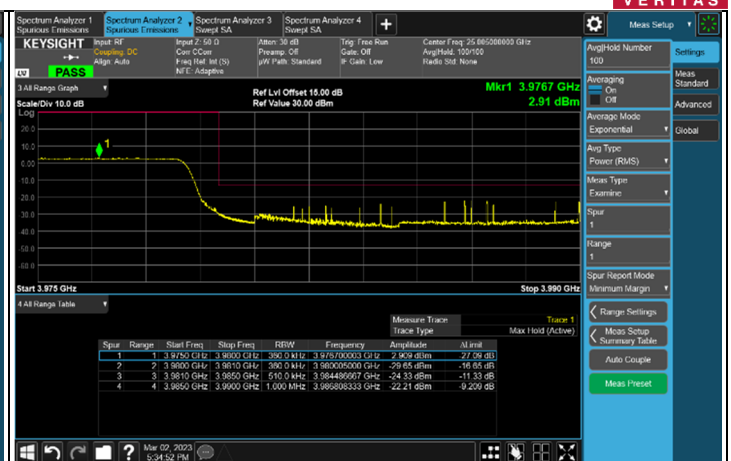 VERITAS
Spectrum Analyzer 1
Spurious Emissions
Spectrum Analyzer 2
Spurious Emissions
Spectrum Analyzer 3
Swept SA
Spectrum Analyzer 4
Swept SA
+
Meas Setup
KEYSIGHT
Input: RF
Coupling: DC
Align: Auto
Input Z: 50 Ω
Corr CCorr
Freq Ref: Int (S)
NFE: Adaptive
Atten: 30 dB
Preamp: Off
µW Path: Standard
Trig: Free Run
Gate: Off
IF Gain: Low
Center Freq: 25.005000000 GHz
Avg|Hold: 100/100
Radio Std: None
LXI
PASS
3 All Range Graph
Scale/Div 10.0 dB
Ref Lvl Offset 15.00 dB
Ref Value 30.00 dBm
Mkr1 3.9767 GHz
2.91 dBm
Log
20.0
10.0
0.00
-10.0
-20.0
-30.0
-40.0
-50.0
-60.0
1
Start 3.975 GHz
Stop 3.990 GHz
4 All Range Table
Measure Trace Trace 1
Trace Type Max Hold (Active)
Spur Range Start Freq Stop Freq RBW Frequency Amplitude ΔLimit
1 1 3.9750 GHz 3.9800 GHz 360.0 kHz 3.976700003 GHz 2.909 dBm -27.09 dB
2 2 3.9800 GHz 3.9810 GHz 360.0 kHz 3.980005000 GHz -29.65 dBm -16.65 dB
3 3 3.9810 GHz 3.9850 GHz 510.0 kHz 3.984486667 GHz -24.33 dBm -11.33 dB
4 4 3.9850 GHz 3.9900 GHz 1.000 MHz 3.985808333 GHz -22.21 dBm -9.209 dB
Mar 02, 2023
5:34:52 PM
?
Avg|Hold Number
100
Averaging
On
Off
Average Mode
Exponential
Avg Type
Power (RMS)
Meas Type
Examine
Spur
1
Range
1
Spur Report Mode
Minimum Margin
Range Settings
Meas Setup
Summary Table
Auto Couple
Meas Preset
Settings
Meas
Standard
Advanced
Global